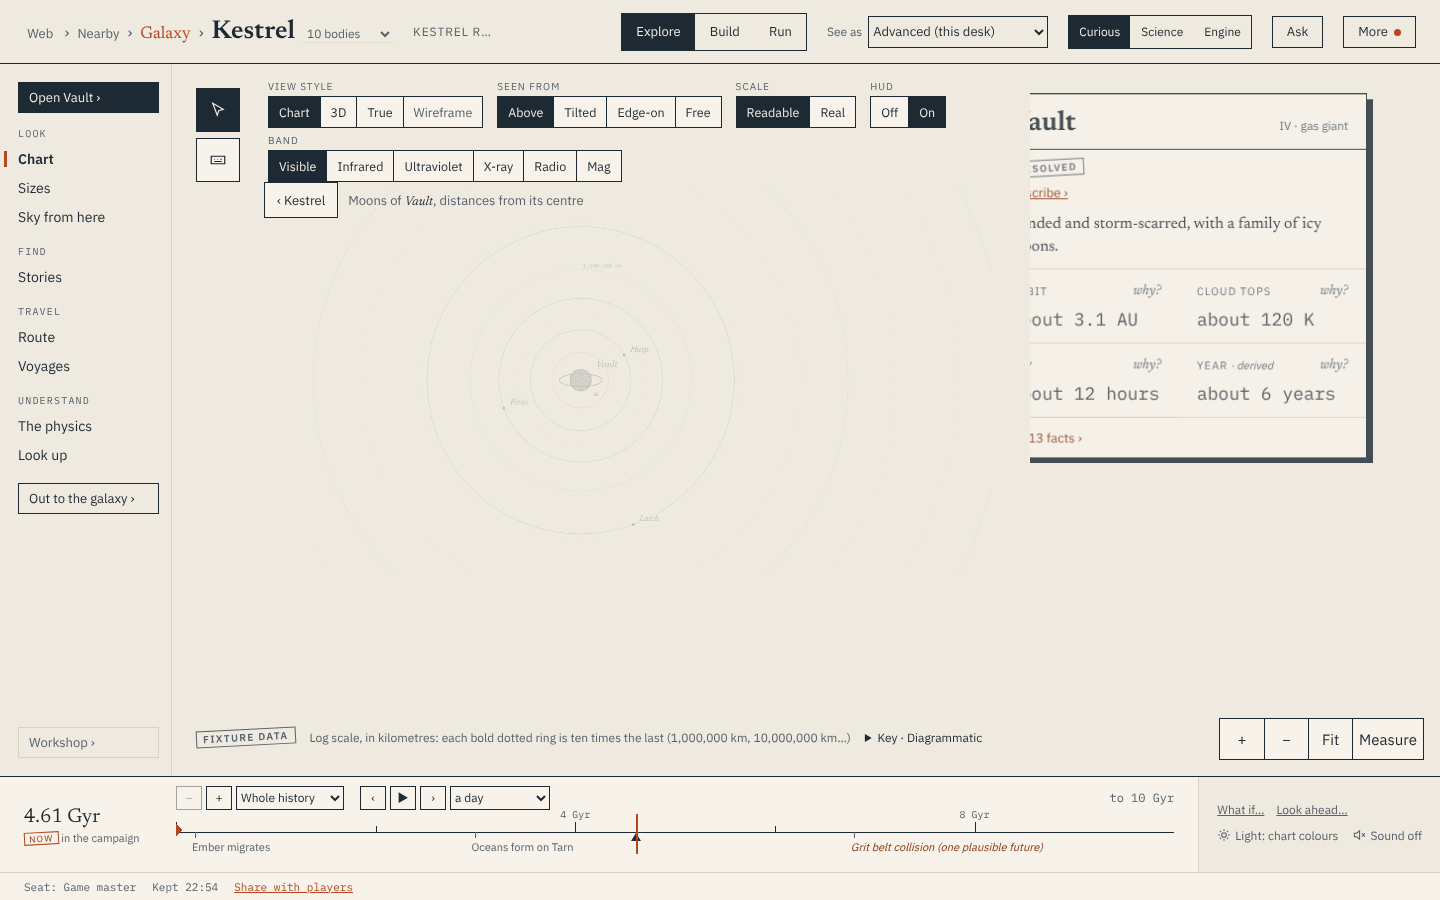 Web › Nearby › Galaxy › Kestrel 10 bodies KESTREL R... Explore Build Run See as Advanced (this desk) Curious Science Engine Ask More
Open Vault ›
LOOK
Chart
Sizes
Sky from here
FIND
Stories
TRAVEL
Route
Voyages
UNDERSTAND
The physics
Look up
Out to the galaxy ›
Workshop ›
VIEW STYLE SEEN FROM SCALE HUD
Chart 3D True Wireframe Above Tilted Edge-on Free Readable Real Off On
BAND
Visible Infrared Ultraviolet X-ray Radio Mag
‹ Kestrel Moons of Vault, distances from its centre
Harp
Vault
Latch
ault IV · gas giant
SOLVED
scribe ›
nded and storm-scarred, with a family of icy
ons.
BIT why? CLOUD TOPS why?
out 3.1 AU about 120 K
why? YEAR · derived why?
out 12 hours about 6 years
13 facts ›
FIXTURE DATA Log scale, in kilometres: each bold dotted ring is ten times the last (1,000,000 km, 10,000,000 km...) ▶ Key · Diagrammatic
+ − Fit Measure
4.61 Gyr
NOW in the campaign
− + Whole history ‹ ▶ › a day to 10 Gyr
4 Gyr 8 Gyr
Ember migrates Oceans form on Tarn Grit belt collision (one plausible future)
What if... Look ahead...
Light: chart colours Sound off
Seat: Game master Kept 22:54 Share with players